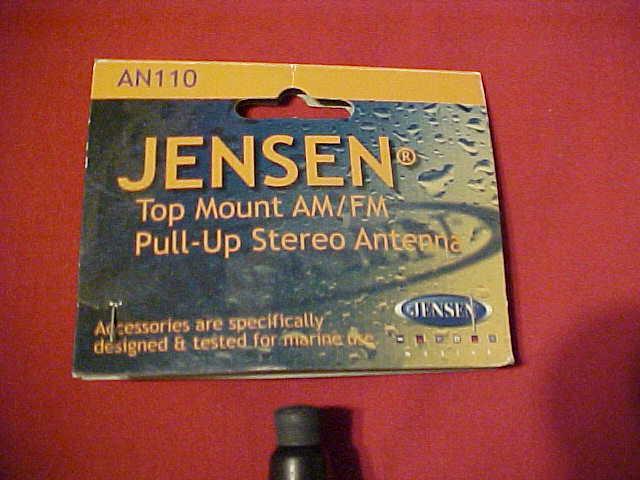 AN110
JENSEN®
Top Mount AM/FM
Pull-Up Stereo Antenna
JENSEN
Accessories are specifically
designed & tested for marine use
MARINE